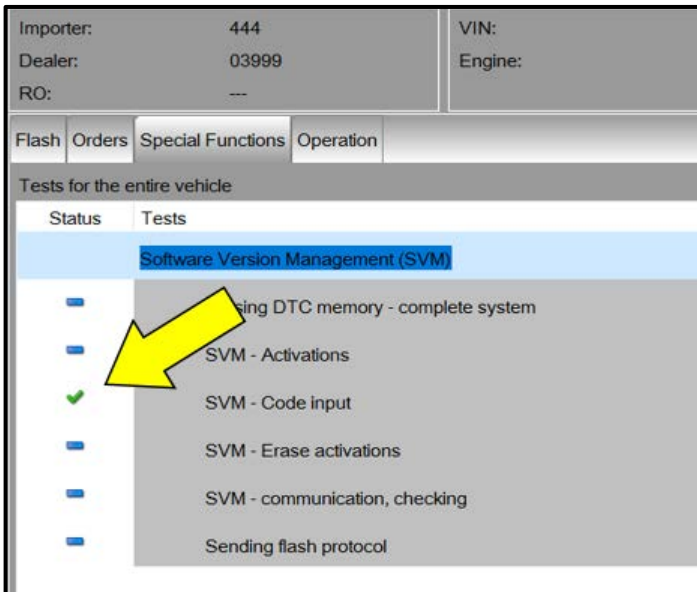 Importer: 444 VIN:
Dealer: 03999 Engine:
RO: ---
Flash Orders Special Functions Operation
Tests for the entire vehicle
Status Tests
Software Version Management (SVM)
DTC memory - complete system
SVM - Activations
SVM - Code input
SVM - Erase activations
SVM - communication, checking
Sending flash protocol